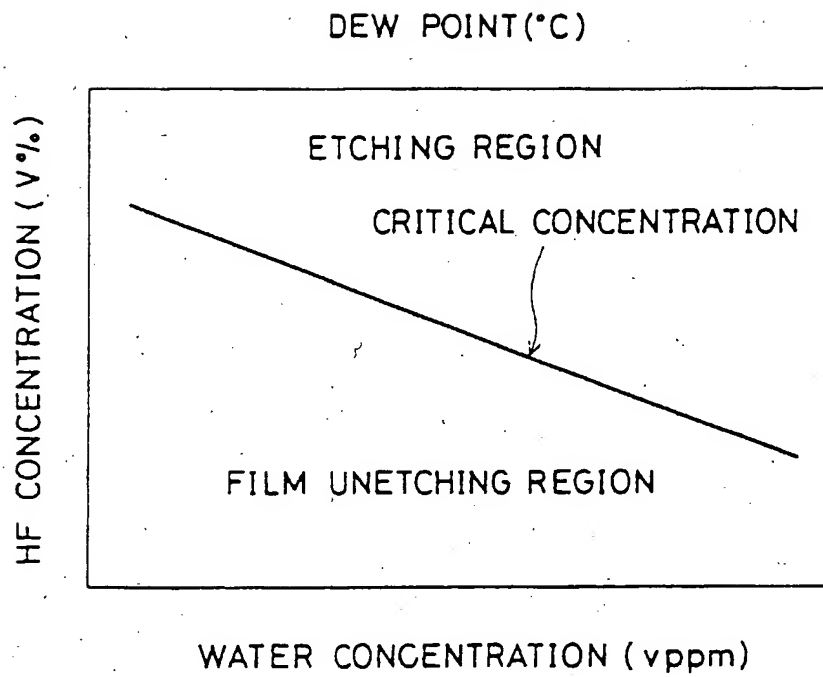 DEW POINT(°C)
ETCHING REGION
CRITICAL CONCENTRATION
HF CONCENTRATION (V%)
FILM UNETCHING REGION
WATER CONCENTRATION (vppm)